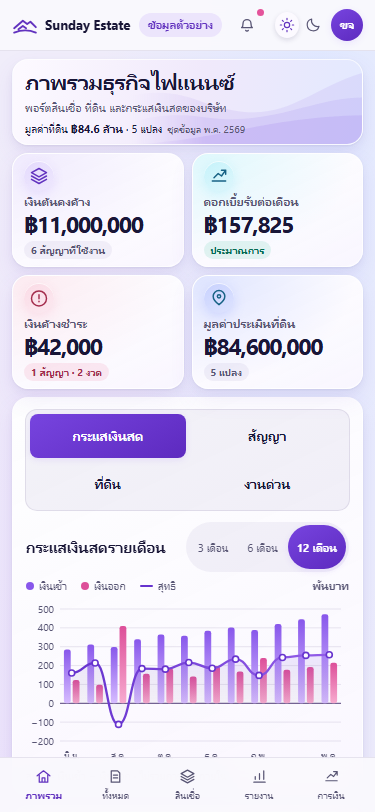 Sunday Estate
ข้อมูลตัวอย่าง
ขจ
ภาพรวมธุรกิจไฟแนนซ์
พอร์ตสินเชื่อ ที่ดิน และกระแสเงินสดของบริษัท
มูลค่าที่ดิน ฿84.6 ล้าน · 5 แปลง ชุดข้อมูล พ.ค. 2569
เงินต้นคงค้าง
฿11,000,000
6 สัญญาที่ใช้งาน
ดอกเบี้ยรับต่อเดือน
฿157,825
ประมาณการ
เงินค้างชำระ
฿42,000
1 สัญญา · 2 งวด
มูลค่าประเมินที่ดิน
฿84,600,000
5 แปลง
กระแสเงินสด
สัญญา
ที่ดิน
งานด่วน
กระแสเงินสดรายเดือน
3 เดือน
6 เดือน
12 เดือน
เงินเข้า
เงินออก
สุทธิ
พันบาท
500
400
300
200
100
0
−100
−200
ภาพรวม
ทั้งหมด
สินเชื่อ
รายงาน
การเงิน